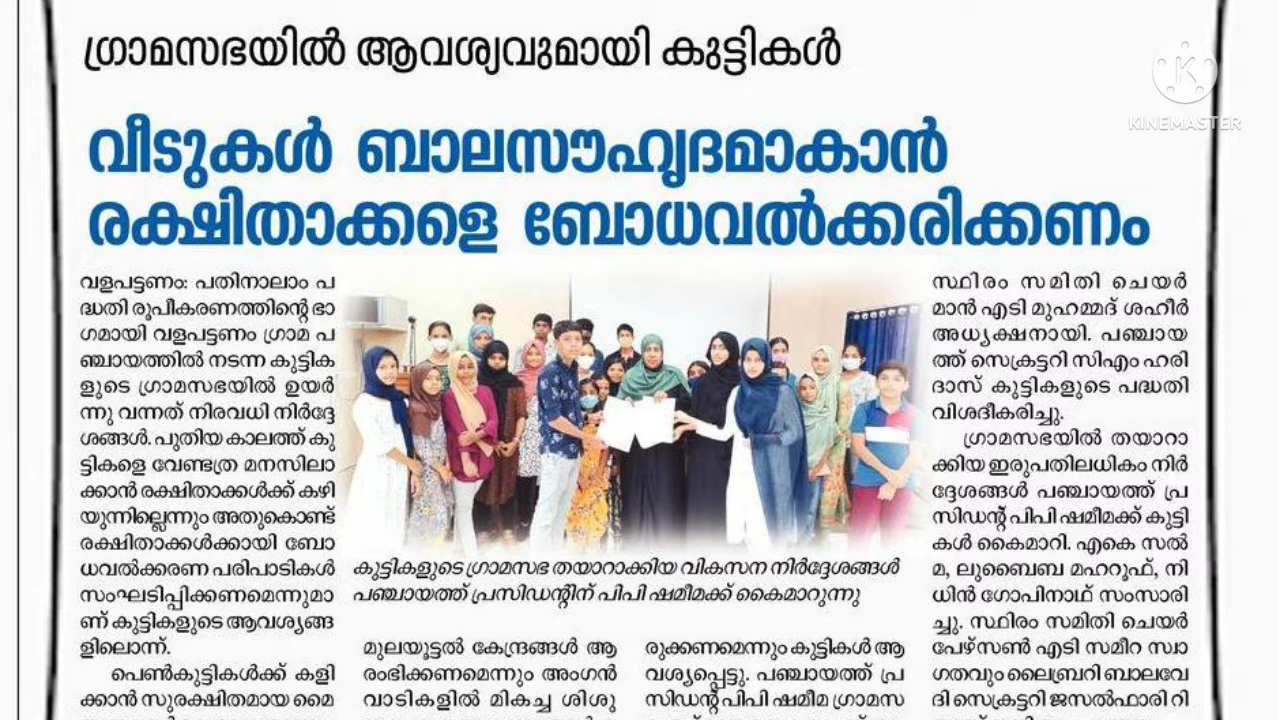 ഗ്രാമസഭയിൽ ആവശ്യവുമായി കുട്ടികൾ
വീടുകൾ ബാലസൗഹൃദമാകാൻ
രക്ഷിതാക്കളെ ബോധവൽക്കരിക്കണം
വളപട്ടണം: പതിനാലാം പ
ദ്ധതി രൂപീകരണത്തിന്റെ ഭാ
ഗമായി വളപട്ടണം ഗ്രാമ പ
ഞ്ചായത്തിൽ നടന്ന കുട്ടിക
ളുടെ ഗ്രാമസഭയിൽ ഉയർ
ന്നു വന്നത് നിരവധി നിർദ്ദേ
ശങ്ങൾ. പുതിയ കാലത്ത് കു
ട്ടികളെ വേണ്ടത്ര മനസിലാ
ക്കാൻ രക്ഷിതാക്കൾക്ക് കഴി
യുന്നില്ലെന്നും അതുകൊണ്ട്
രക്ഷിതാക്കൾക്കായി ബോ
ധവൽക്കരണ പരിപാടികൾ
സംഘടിപ്പിക്കണമെന്നുമാ
ണ് കുട്ടികളുടെ ആവശ്യങ്ങ
ളിലൊന്ന്.
പെൺകുട്ടികൾക്ക് കളി
ക്കാൻ സുരക്ഷിതമായ മൈ
കുട്ടികളുടെ ഗ്രാമസഭ തയാറാക്കിയ വികസന നിർദ്ദേശങ്ങൾ
പഞ്ചായത്ത് പ്രസിഡന്റിന് പിപി ഷമീമക്ക് കൈമാറുന്നു
മുലയൂട്ടൽ കേന്ദ്രങ്ങൾ ആ
രംഭിക്കണമെന്നും അംഗൻ
വാടികളിൽ മികച്ച ശിശു
രുക്കണമെന്നും കുട്ടികൾ ആ
വശ്യപ്പെട്ടു. പഞ്ചായത്ത് പ്ര
സിഡന്റ് പിപി ഷമീമ ഗ്രാമസ
സ്ഥിരം സമിതി ചെയർ
മാൻ എടി മുഹമ്മദ് ശഹീർ
അധ്യക്ഷനായി. പഞ്ചായ
ത്ത് സെക്രട്ടറി സിഎം ഹരി
ദാസ് കുട്ടികളുടെ പദ്ധതി
വിശദീകരിച്ചു.
ഗ്രാമസഭയിൽ തയാറാ
ക്കിയ ഇരുപതിലധികം നിർ
ദ്ദേശങ്ങൾ പഞ്ചായത്ത് പ്ര
സിഡന്റ് പിപി ഷമീമക്ക് കുട്ടി
കൾ കൈമാറി. എകെ സൽ
മ, ലുബൈബ മഹറൂഫ്, നി
ധിൻ ഗോപിനാഥ് സംസാരി
ച്ചു. സ്ഥിരം സമിതി ചെയർ
പേഴ്സൺ എടി സമീറ സ്വാ
ഗതവും ലൈബ്രറി ബാലവേ
ദി സെക്രട്ടറി ജസൽഫാരി റി
KINEMASTER